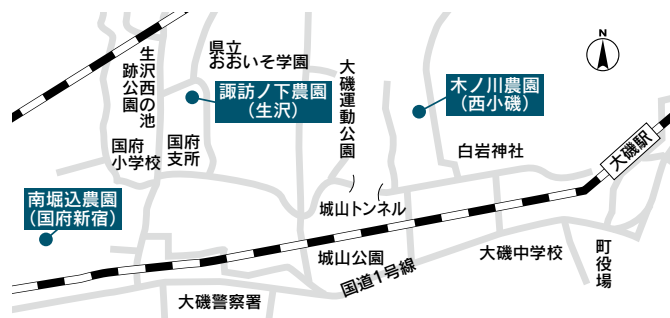 生沢西の池
跡公園
県立
おおいそ学園
諏訪ノ下農園
（生沢）
大磯運動公園
木ノ川農園
（西小磯）
N
国府
小学校
国府
支所
白岩神社
大磯駅
南堀込農園
（国府新宿）
城山トンネル
城山公園
国道1号線
大磯中学校
町役場
大磯警察署